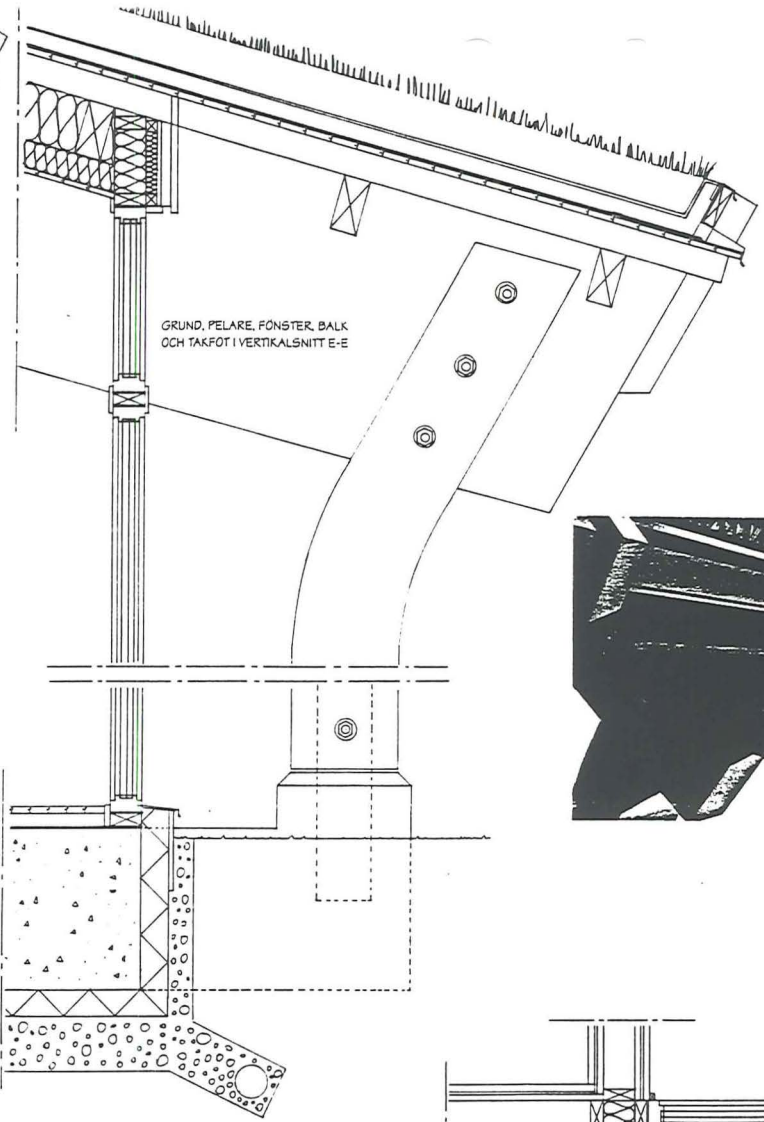 GRUND, PELARE, FÖNSTER, BALK
OCH TAKFOT I VERTIKALSNITT E-E